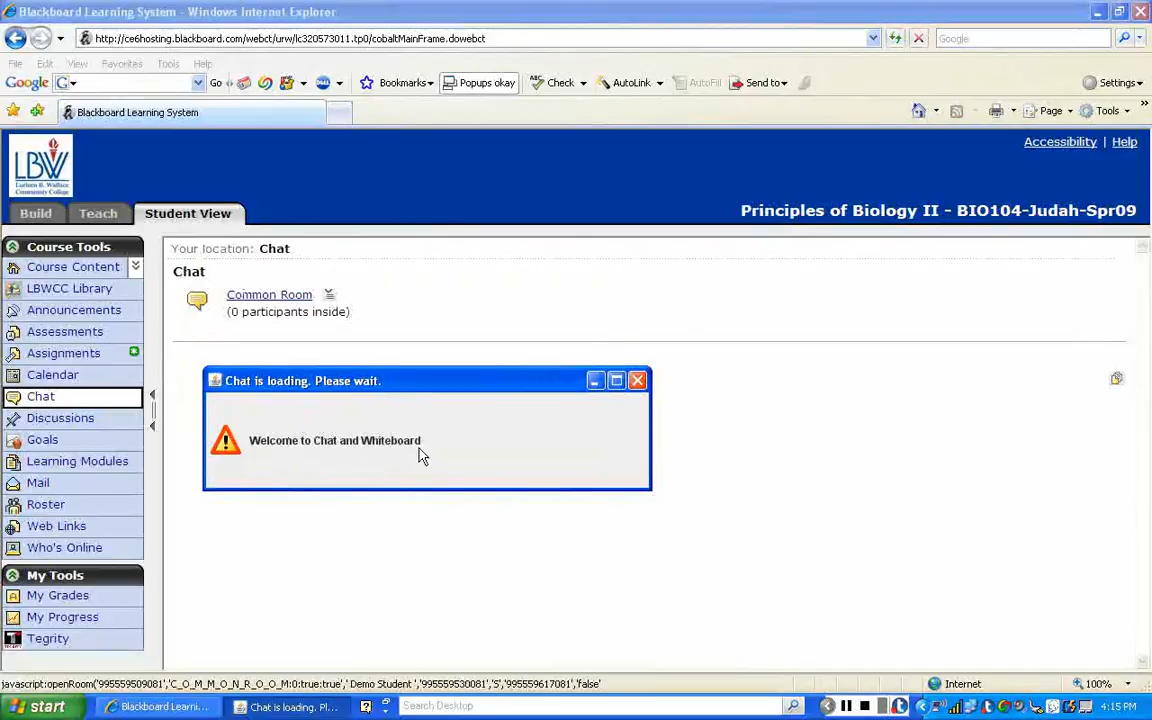 Blackboard Learning System - Windows Internet Explorer
http://ce6hosting.blackboard.com/webct/urw/lc320573011.tp0/cobaltMainFrame.dowebct
Google
File Edit View Favorites Tools Help
Google G Go Bookmarks Popups okay Check AutoLink AutoFill Send to Settings
Blackboard Learning System
Page Tools
LBW
Lurleen B. Wallace
Community College
Accessibility | Help
Build Teach Student View
Principles of Biology II - BIO104-Judah-Spr09
Course Tools
Course Content
LBWCC Library
Announcements
Assessments
Assignments
Calendar
Chat
Discussions
Goals
Learning Modules
Mail
Roster
Web Links
Who's Online
My Tools
My Grades
My Progress
Tegrity
Your location: Chat
Chat
Common Room
(0 participants inside)
Chat is loading. Please wait.
Welcome to Chat and Whiteboard
javascript:openRoom('995559509081','C_O_M_M_O_N_R_O_O_M:0:true:true',' Demo Student ','995559530081','S','995559617081','false'
Internet
100%
start
Blackboard Learni...
Chat is loading. Pl...
Search Desktop
4:15 PM